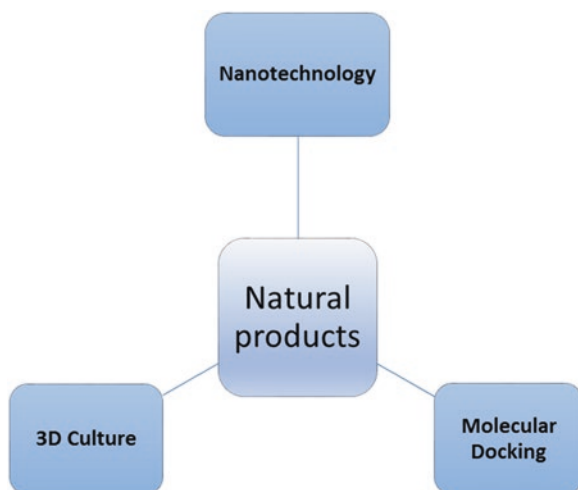 Nanotechnology
Natural
products
3D Culture
Molecular
Docking